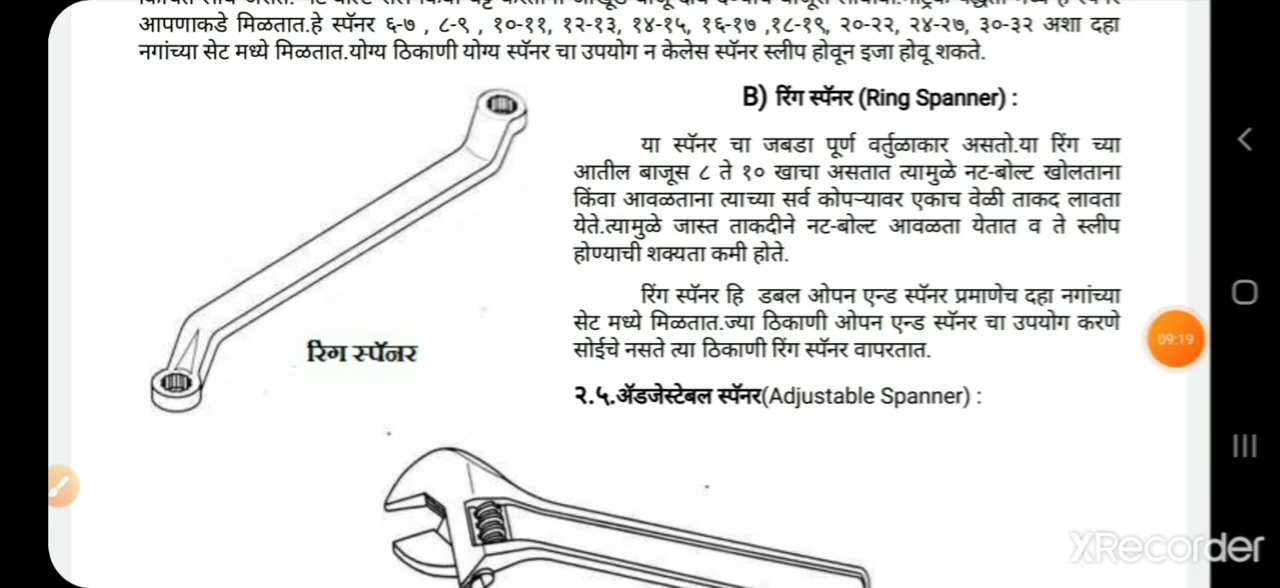 आपणाकडे मिळतात.हे स्पॅनर ६-७ , ८-९ , १०-११, १२-१३, १४-१५, १६-१७ ,१८-१९, २०-२२, २४-२७, ३०-३२ अशा दहा
नगांच्या सेट मध्ये मिळतात.योग्य ठिकाणी योग्य स्पॅनर चा उपयोग न केलेस स्पॅनर स्लीप होवून इजा होवू शकते.
B) रिंग स्पॅनर (Ring Spanner) :
या स्पॅनर चा जबडा पूर्ण वर्तुळाकार असतो.या रिंग च्या
आतील बाजूस ८ ते १० खाचा असतात त्यामुळे नट-बोल्ट खोलताना
किंवा आवळताना त्याच्या सर्व कोपऱ्यावर एकाच वेळी ताकद लावता
येते.त्यामुळे जास्त ताकदीने नट-बोल्ट आवळता येतात व ते स्लीप
होण्याची शक्यता कमी होते.
रिंग स्पॅनर हि डबल ओपन एन्ड स्पॅनर प्रमाणेच दहा नगांच्या
सेट मध्ये मिळतात.ज्या ठिकाणी ओपन एन्ड स्पॅनर चा उपयोग करणे
सोईचे नसते त्या ठिकाणी रिंग स्पॅनर वापरतात.
रिंग स्पॅनर
२.५.ॲडजेस्टेबल स्पॅनर(Adjustable Spanner) :
09:19
XRecorder